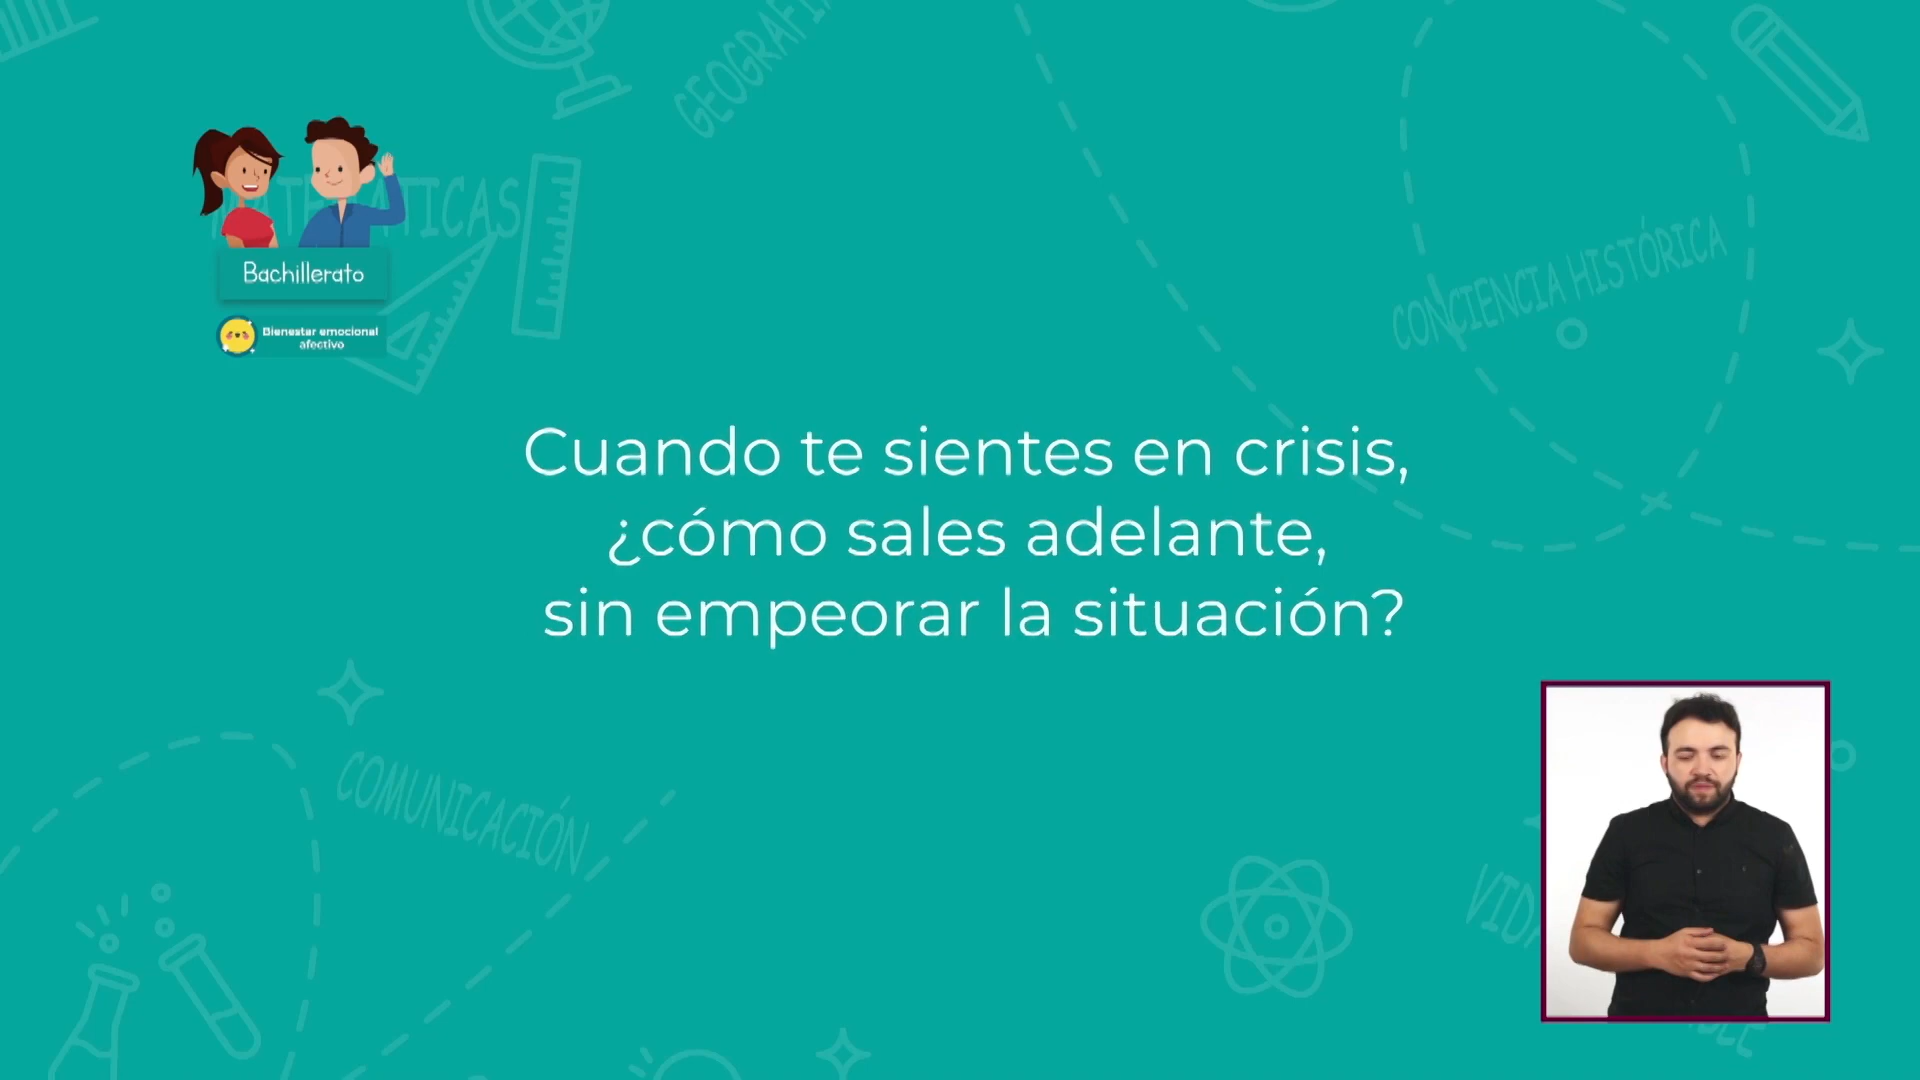 GEOGRAFÍA
MATEMÁTICAS
Bachillerato
Bienestar emocional
afectivo
CONCIENCIA HISTÓRICA
Cuando te sientes en crisis,
¿cómo sales adelante,
sin empeorar la situación?
COMUNICACIÓN